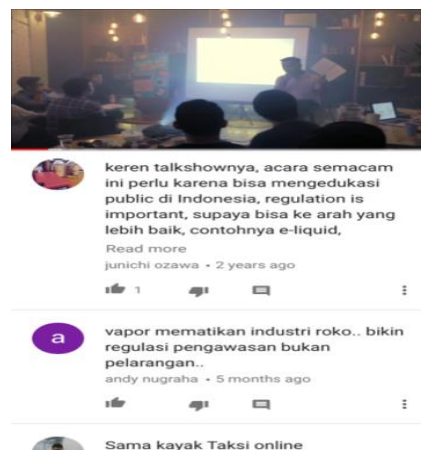 keren talkshownya, acara semacam
ini perlu karena bisa mengedukasi
public di Indonesia, regulation is
important, supaya bisa ke arah yang
lebih baik, contohnya e-liquid,
Read more
junichi ozawa • 2 years ago
1
a
vapor mematikan industri roko.. bikin
regulasi pengawasan bukan
pelarangan..
andy nugraha • 5 months ago
Sama kayak Taksi online